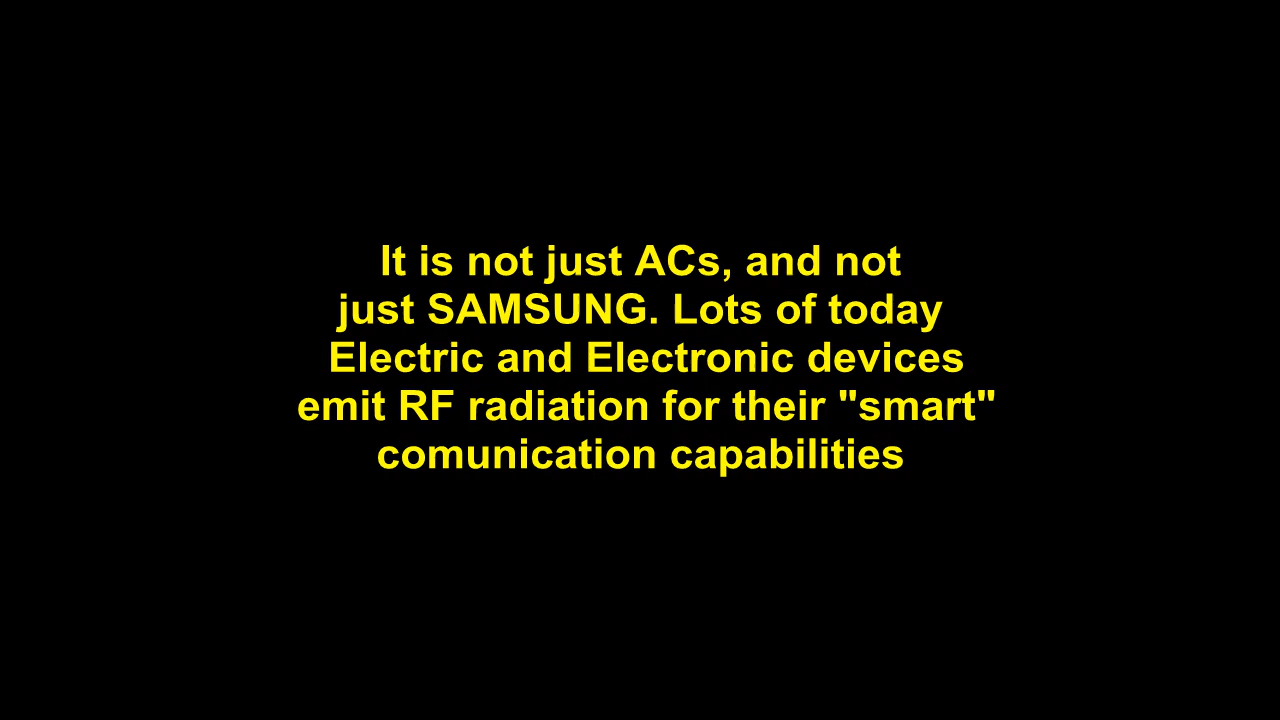 It is not just ACs, and not
just SAMSUNG. Lots of today
Electric and Electronic devices
emit RF radiation for their "smart"
comunication capabilities